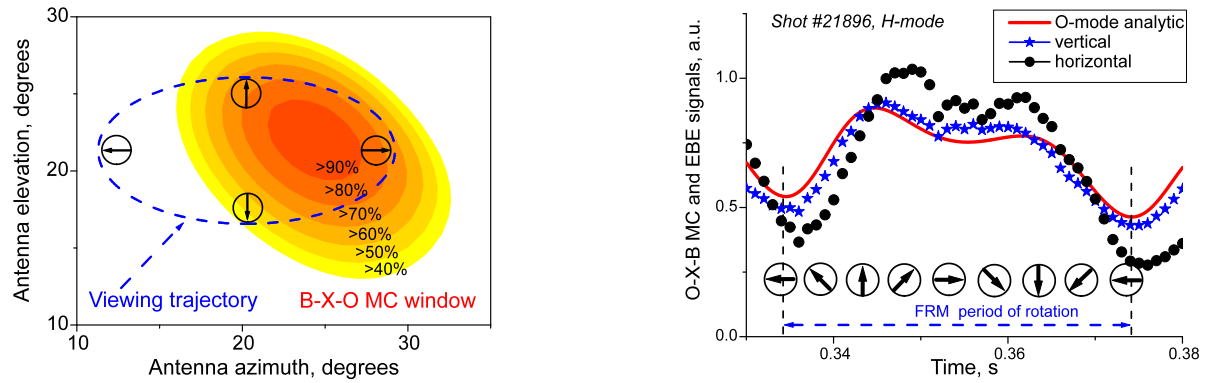 30
20
10
10
20
30
Antenna elevation, degrees
Antenna azimuth, degrees
>90%
>80%
>70%
>60%
>50%
>40%
Viewing trajectory
B-X-O MC window
Shot #21896, H-mode
O-mode analytic
vertical
horizontal
1.0
0.5
0.0
0.34
0.36
0.38
O-X-B MC and EBE signals, a.u.
FRM period of rotation
Time, s